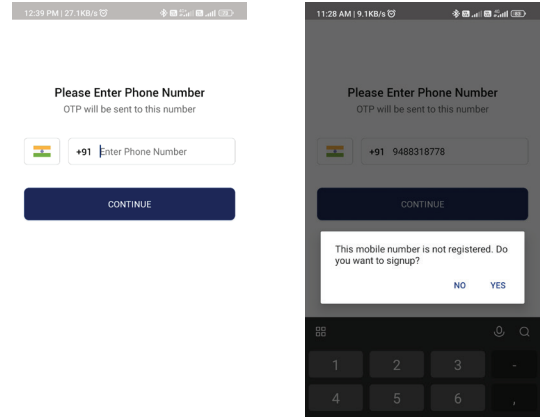 12:39 PM | 27.1KB/s
Please Enter Phone Number
OTP will be sent to this number
+91 Enter Phone Number
CONTINUE
11:28 AM | 9.1KB/s
Please Enter Phone Number
OTP will be sent to this number
+91 9488318778
CONTINUE
This mobile number is not registered. Do
you want to signup?
NO YES
1 2 3 -
4 5 6 ,